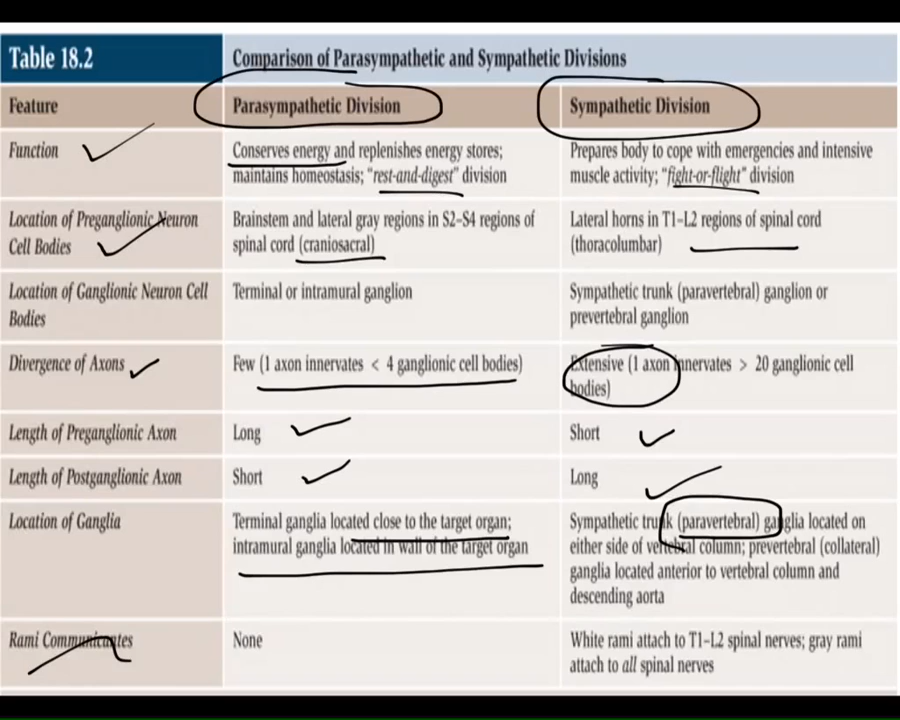 Table 18.2
Comparison of Parasympathetic and Sympathetic Divisions
Feature
Parasympathetic Division
Sympathetic Division
Function
Conserves energy and replenishes energy stores;
maintains homeostasis; "rest-and-digest" division
Prepares body to cope with emergencies and intensive
muscle activity; "fight-or-flight" division
Location of Preganglionic Neuron
Cell Bodies
Brainstem and lateral gray regions in S2–S4 regions of
spinal cord (craniosacral)
Lateral horns in T1–L2 regions of spinal cord
(thoracolumbar)
Location of Ganglionic Neuron Cell
Bodies
Terminal or intramural ganglion
Sympathetic trunk (paravertebral) ganglion or
prevertebral ganglion
Divergence of Axons
Few (1 axon innervates < 4 ganglionic cell bodies)
Extensive (1 axon innervates > 20 ganglionic cell
bodies)
Length of Preganglionic Axon
Long
Short
Length of Postganglionic Axon
Short
Long
Location of Ganglia
Terminal ganglia located close to the target organ;
intramural ganglia located in wall of the target organ
Sympathetic trunk (paravertebral) ganglia located on
either side of vertebral column; prevertebral (collateral)
ganglia located anterior to vertebral column and
descending aorta
Rami Communicantes
None
White rami attach to T1–L2 spinal nerves; gray rami
attach to all spinal nerves